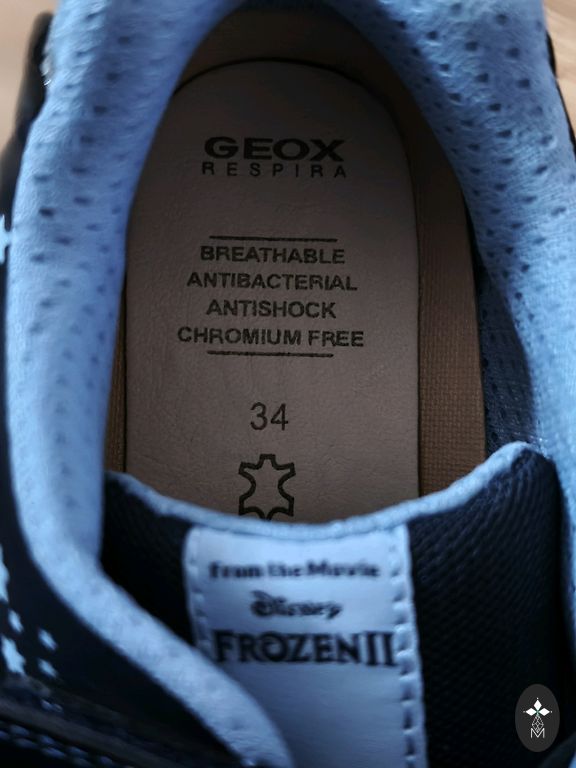 GEOX
RESPIRA
BREATHABLE
ANTIBACTERIAL
ANTISHOCK
CHROMIUM FREE
34
from the Movie
Disney
FROZEN II
M